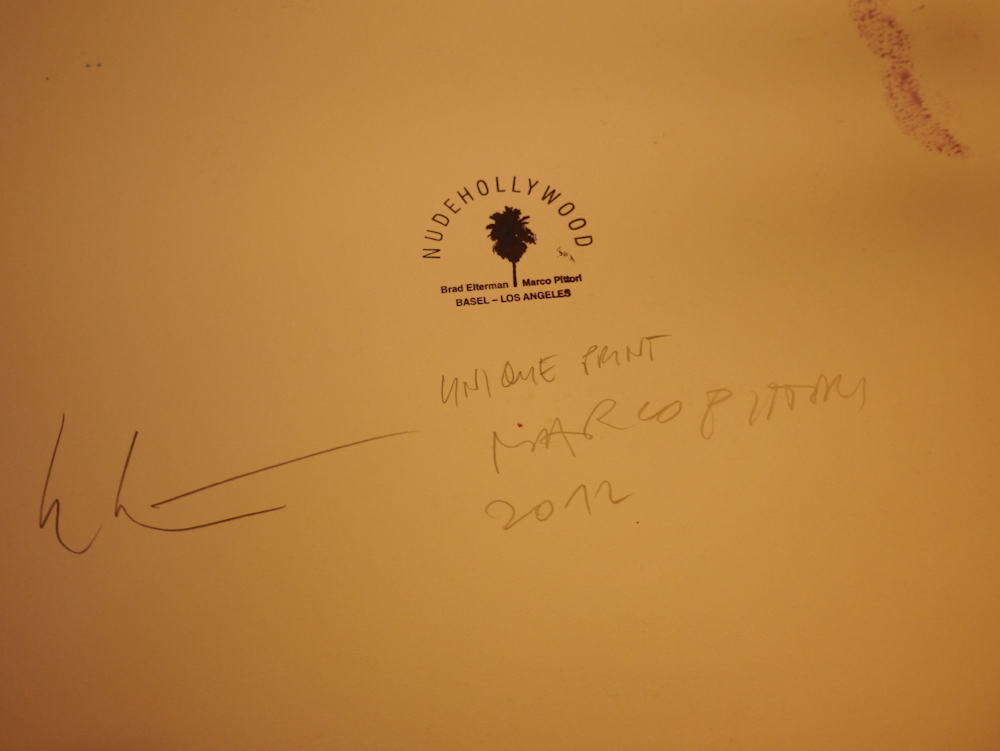 NUDEHOLLYWOOD
Brad Elterman Marco Pittori
BASEL – LOS ANGELES
UNIQUE PRINT
MARCO PITTORI
2012